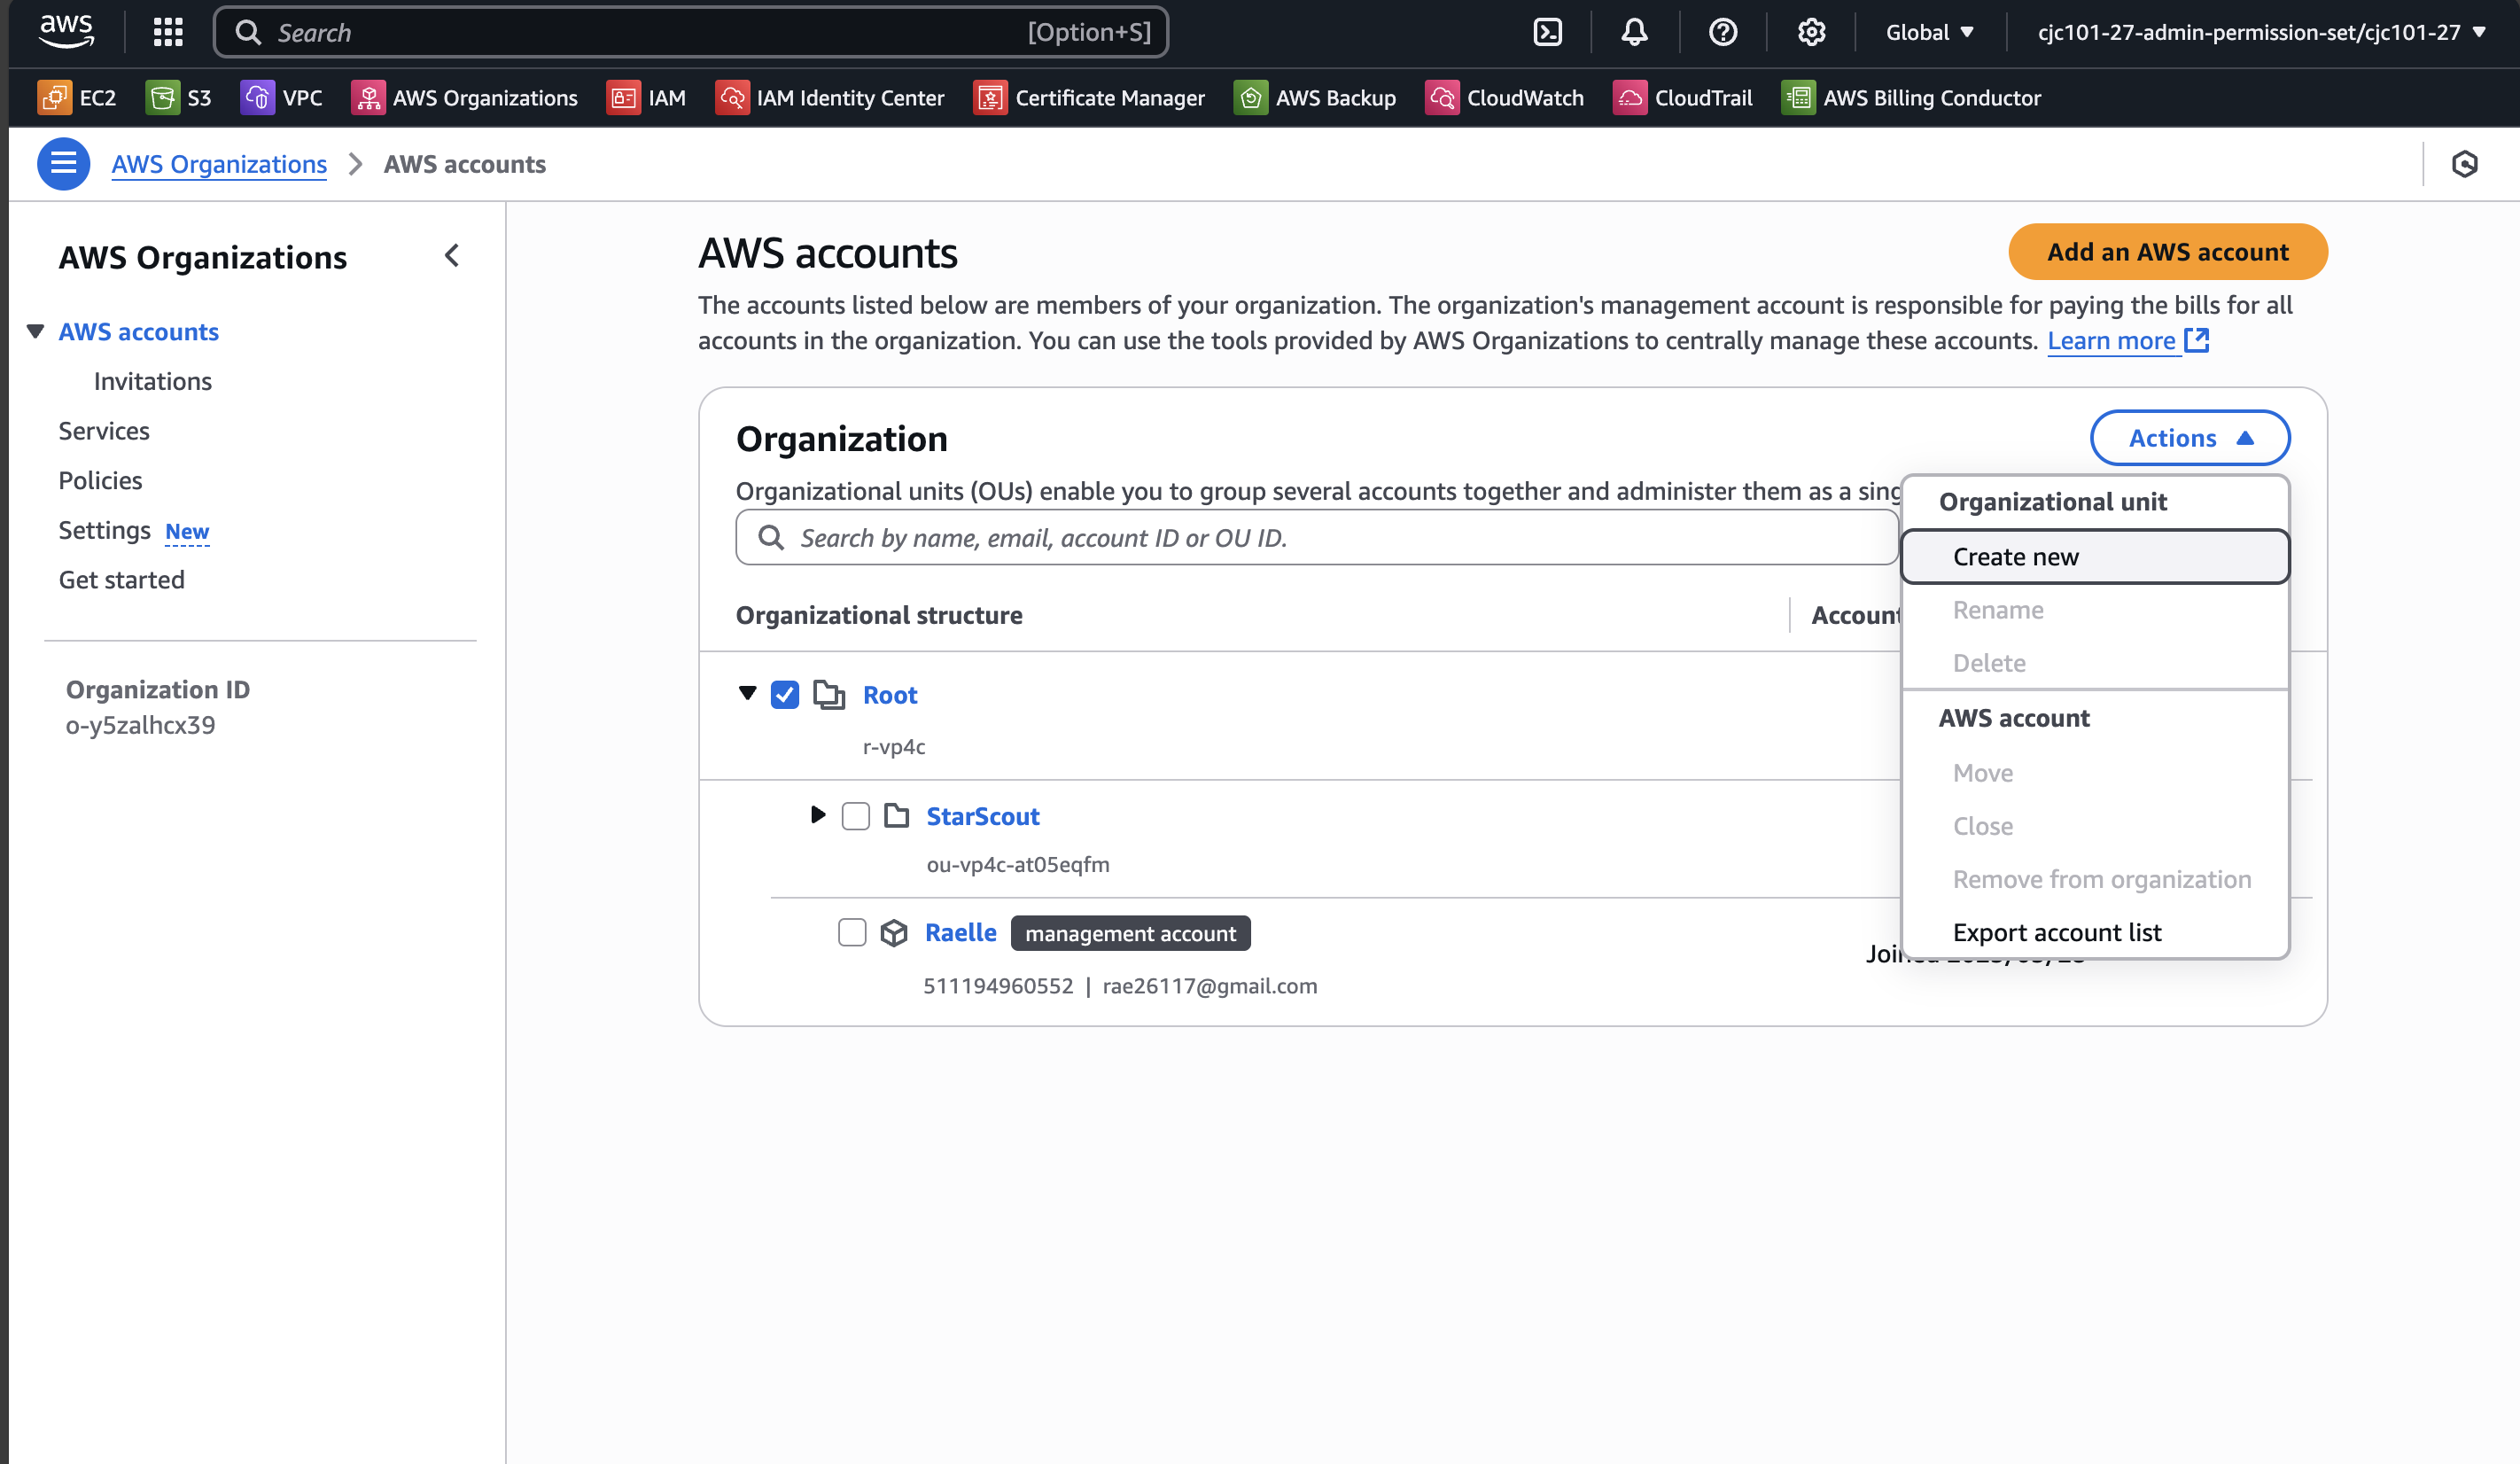 aws
Search [Option+S]
Global
cjc101-27-admin-permission-set/cjc101-27
EC2
S3
VPC
AWS Organizations
IAM
IAM Identity Center
Certificate Manager
AWS Backup
CloudWatch
CloudTrail
AWS Billing Conductor
AWS Organizations > AWS accounts
AWS Organizations
AWS accounts
Invitations
Services
Policies
Settings New
Get started
Organization ID
o-y5zalhcx39
AWS accounts
Add an AWS account
The accounts listed below are members of your organization. The organization's management account is responsible for paying the bills for all
accounts in the organization. You can use the tools provided by AWS Organizations to centrally manage these accounts. Learn more
Organization
Actions
Organizational units (OUs) enable you to group several accounts together and administer them as a
Search by name, email, account ID or OU ID.
Organizational structure
Root
r-vp4c
StarScout
ou-vp4c-at05eqfm
Raelle management account
511194960552 | rae26117@gmail.com
Organizational unit
Create new
Rename
Delete
AWS account
Move
Close
Remove from organization
Export account list